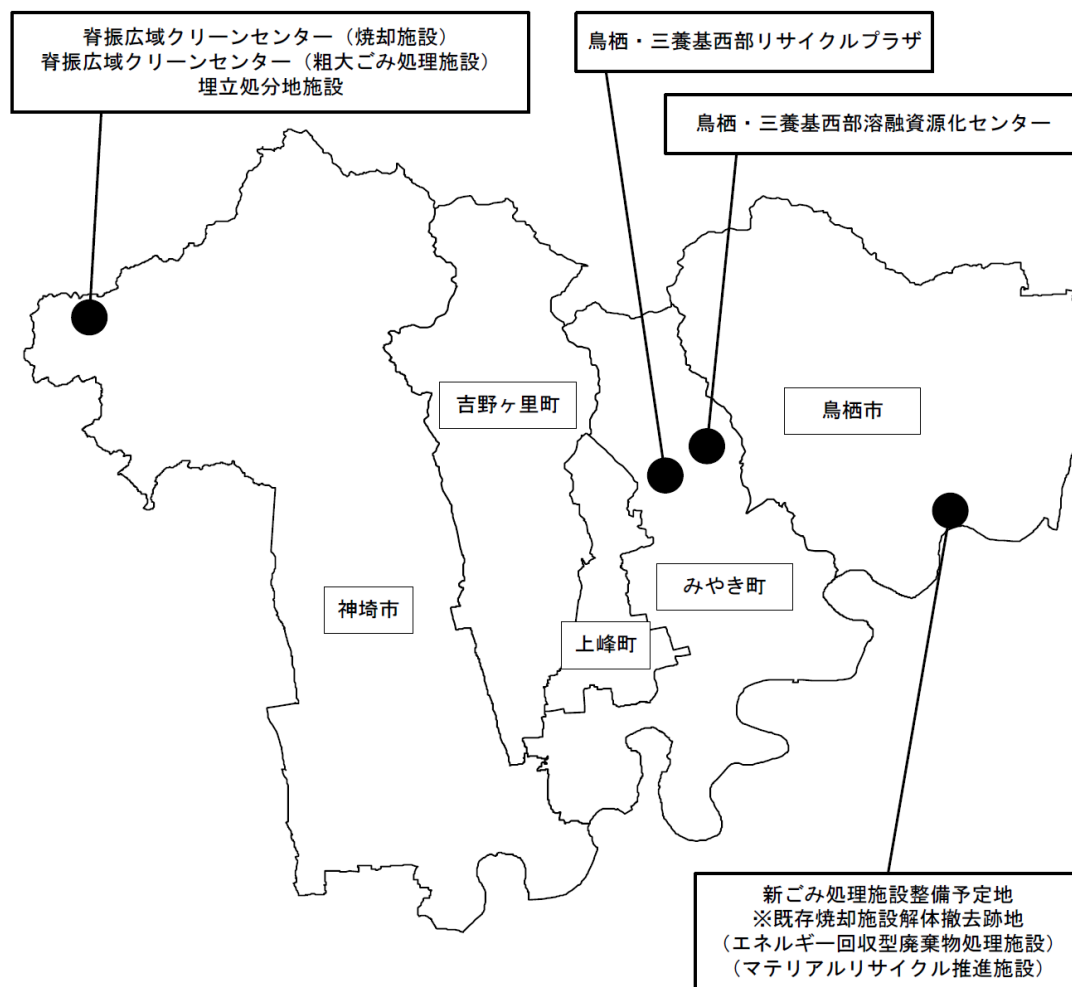 脊振広域クリーンセンター（焼却施設）
脊振広域クリーンセンター（粗大ごみ処理施設）
埋立処分地施設
鳥栖・三養基西部リサイクルプラザ
鳥栖・三養基西部溶融資源化センター
吉野ヶ里町
鳥栖市
神埼市
みやき町
上峰町
新ごみ処理施設整備予定地
※既存焼却施設解体撤去跡地
（エネルギー回収型廃棄物処理施設）
（マテリアルリサイクル推進施設）